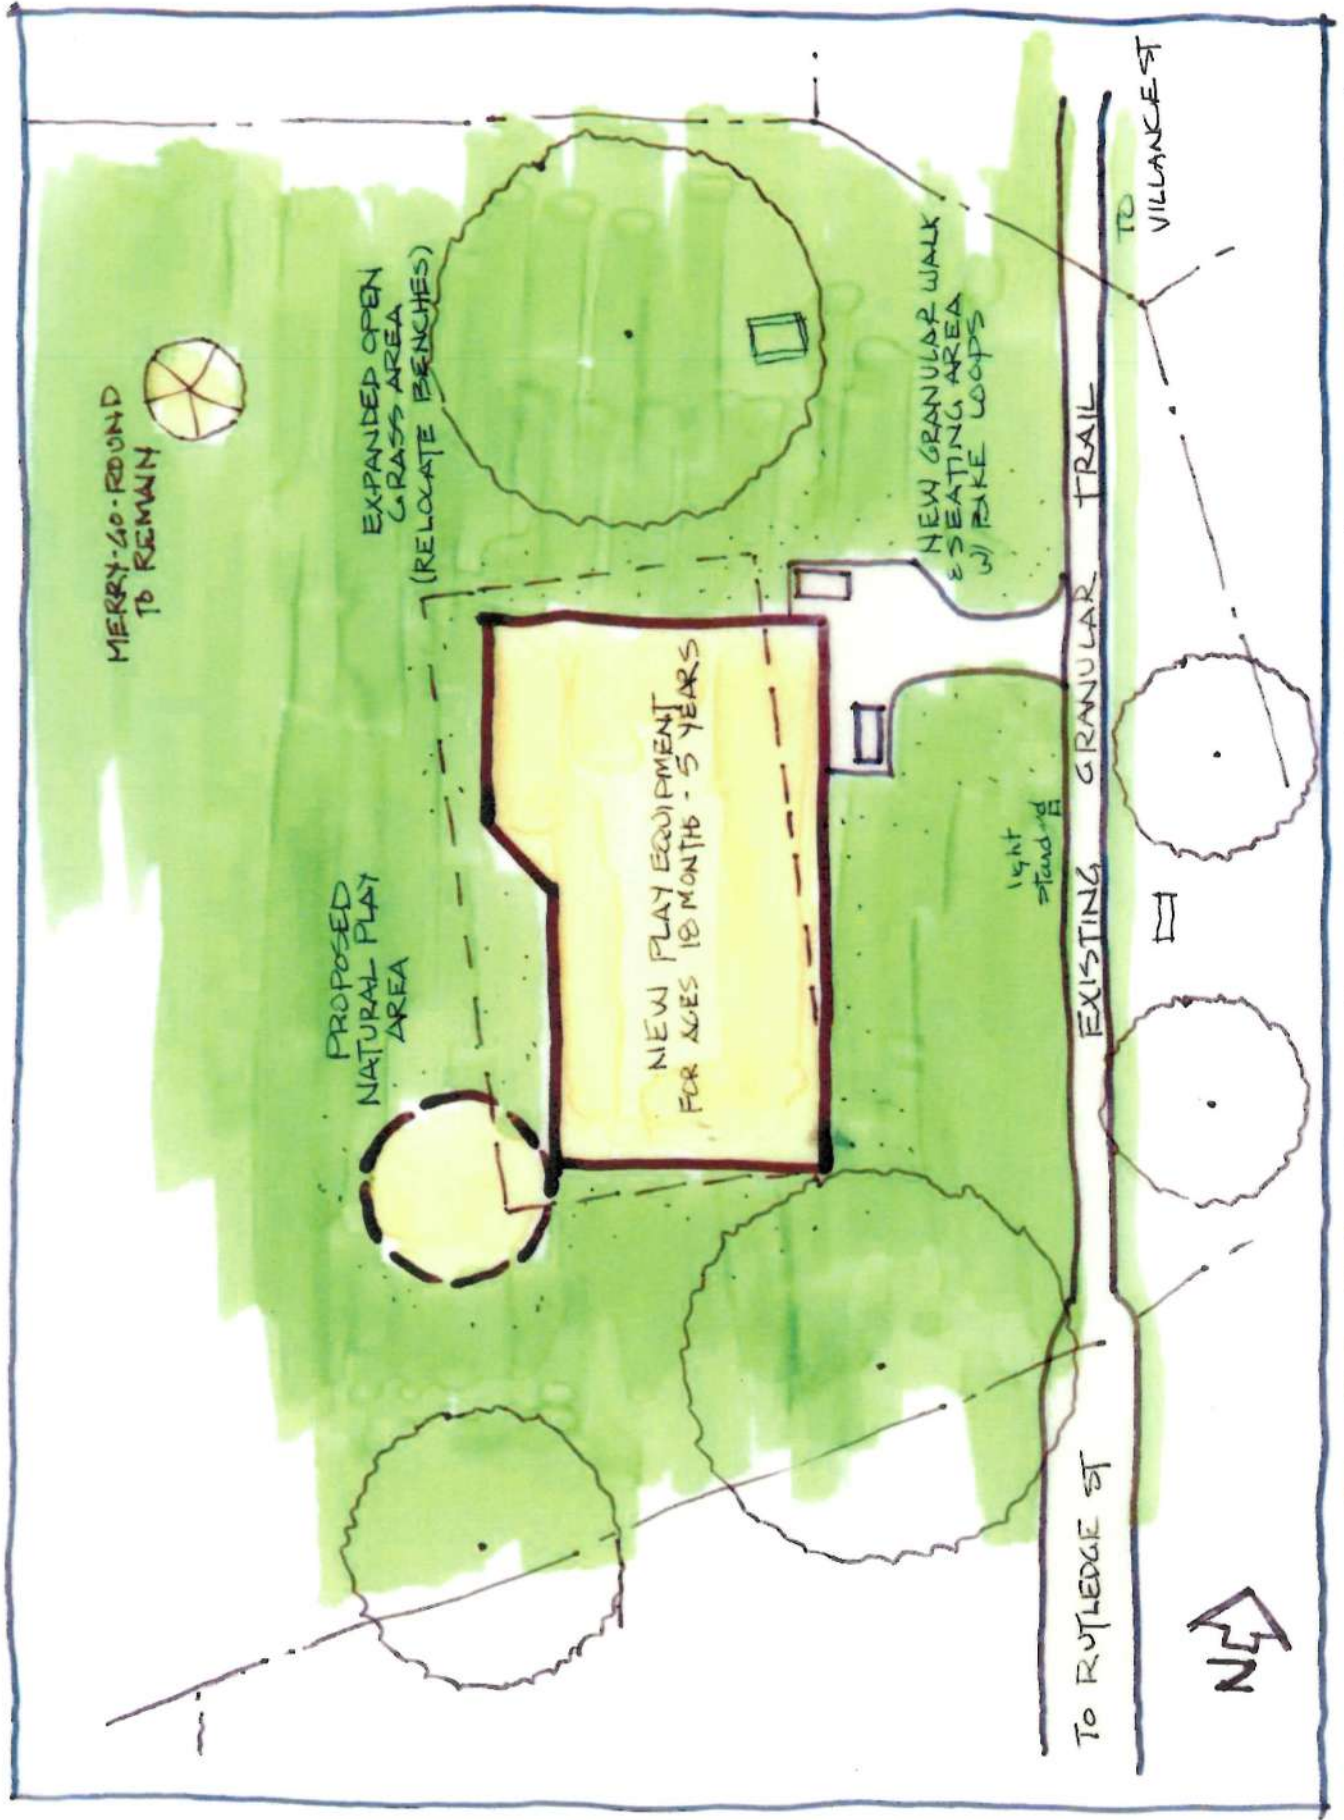 MERRY-GO-ROUND
TO REMAIN
EXPANDED OPEN
GRASS AREA
(RELOCATE BENCHES)
PROPOSED
NATURAL PLAY
AREA
NEW PLAY EQUIPMENT
FOR AGES 18 MONTHS - 5 YEARS
NEW GRANULAR WALK
& SEATING AREA
W/ BIKE LOOPS
light
standard
TO RUTLEDGE ST
EXISTING GRANULAR TRAIL
TO
VILLANCE ST
N